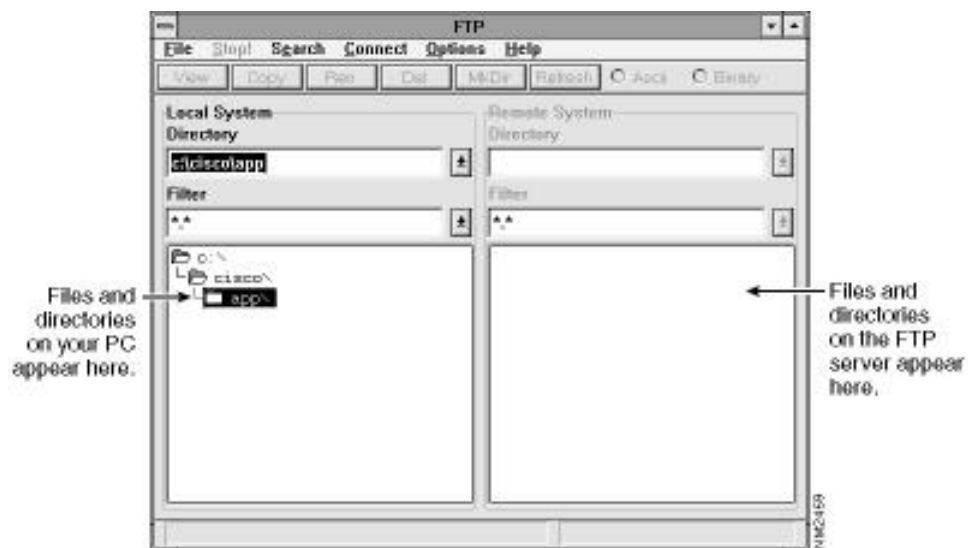 FTP
File Stop! Search Connect Options Help
View Copy Ren Del MkDir Refresh Ascii Binary
Local System
Directory
c:\cisco\app
Filter
*.*
c:\
cisco\
app\
Remote System
Directory
Filter
*.*
Files and
directories
on your PC
appear here.
Files and
directories
on the FTP
server appear
here.
NM2469